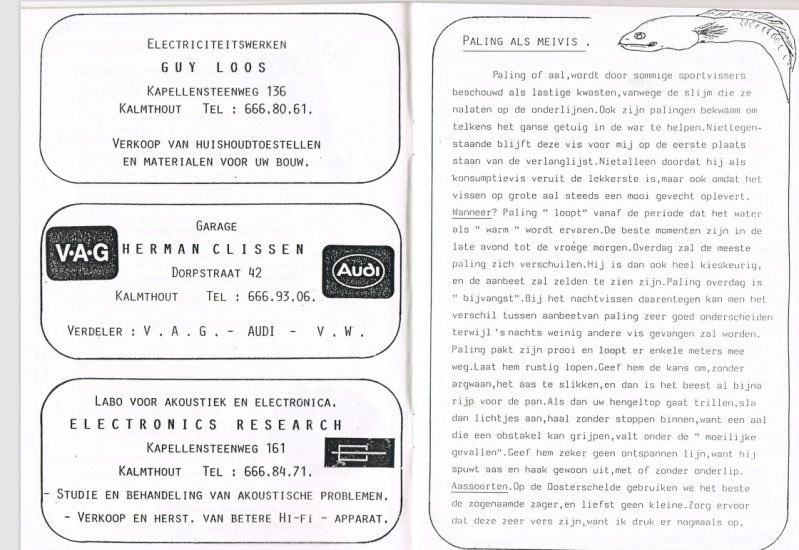 ELECTRICITEITSWERKEN
GUY LOOS
KAPELLENSTEENWEG 136
KALMTHOUT TEL : 666.80.61.
VERKOOP VAN HUISHOUDTOESTELLEN
EN MATERIALEN VOOR UW BOUW.
GARAGE
V.A.G HERMAN CLISSEN
DORPSTRAAT 42
AUDI
KALMTHOUT TEL : 666.93.06.
VERDELER : V . A . G . - AUDI - V . W .
LABO VOOR AKOUSTIEK EN ELECTRONICA.
ELECTRONICS RESEARCH
KAPELLENSTEENWEG 161
KALMTHOUT TEL : 666.84.71.
- STUDIE EN BEHANDELING VAN AKOUSTISCHE PROBLEMEN.
- VERKOOP EN HERST. VAN BETERE HI-FI - APPARAT.
PALING ALS MEIVIS .
Paling of aal,wordt door sommige sportvissers
beschouwd als lastige kwasten,vanwege de slijm die ze
nalaten op de onderlijnen.Ook zijn palingen bekwaam om
telkens het ganse getuig in de war te helpen.Niettegen-
staande blijft deze vis voor mij op de eerste plaats
staan van de verlanglijst.Nietalleen doordat hij als
konsumptievis veruit de lekkerste is,maar ook omdat het
vissen op grote aal steeds een mooi gevecht oplevert.
Wanneer? Paling " loopt" vanaf de periode dat het water
als " warm " wordt ervaren.De beste momenten zijn in de
late avond tot de vroege morgen.Overdag zal de meeste
paling zich verschuilen.Hij is dan ook heel kieskeurig,
en de aanbeet zal zelden te zien zijn.Paling overdag is
" bijvangst".Bij het nachtvissen daarentegen kan men het
verschil tussen aanbeetvan paling zeer goed onderscheiden
terwijl 's nachts weinig andere vis gevangen zal worden.
Paling pakt zijn prooi en loopt er enkele meters mee
weg.Laat hem rustig lopen.Geef hem de kans om,zonder
argwaan,het aas te slikken,en dan is het beest al bijna
rijp voor de pan.Als dan uw hengeltop gaat trillen,sla
dan lichtjes aan,haal zonder stoppen binnen,want een aal
die een obstakel kan grijpen,valt onder de " moeilijke
gevallen".Geef hem zeker geen ontspannen lijn,want hij
spuwt aas en haak gewoon uit,met of zonder onderlip.
Aassoorten.Op de Oosterschelde gebruiken we het beste
de zogenaamde zager,en liefst geen kleine.Zorg ervoor
dat deze zeer vers zijn,want ik druk er nogmaals op,